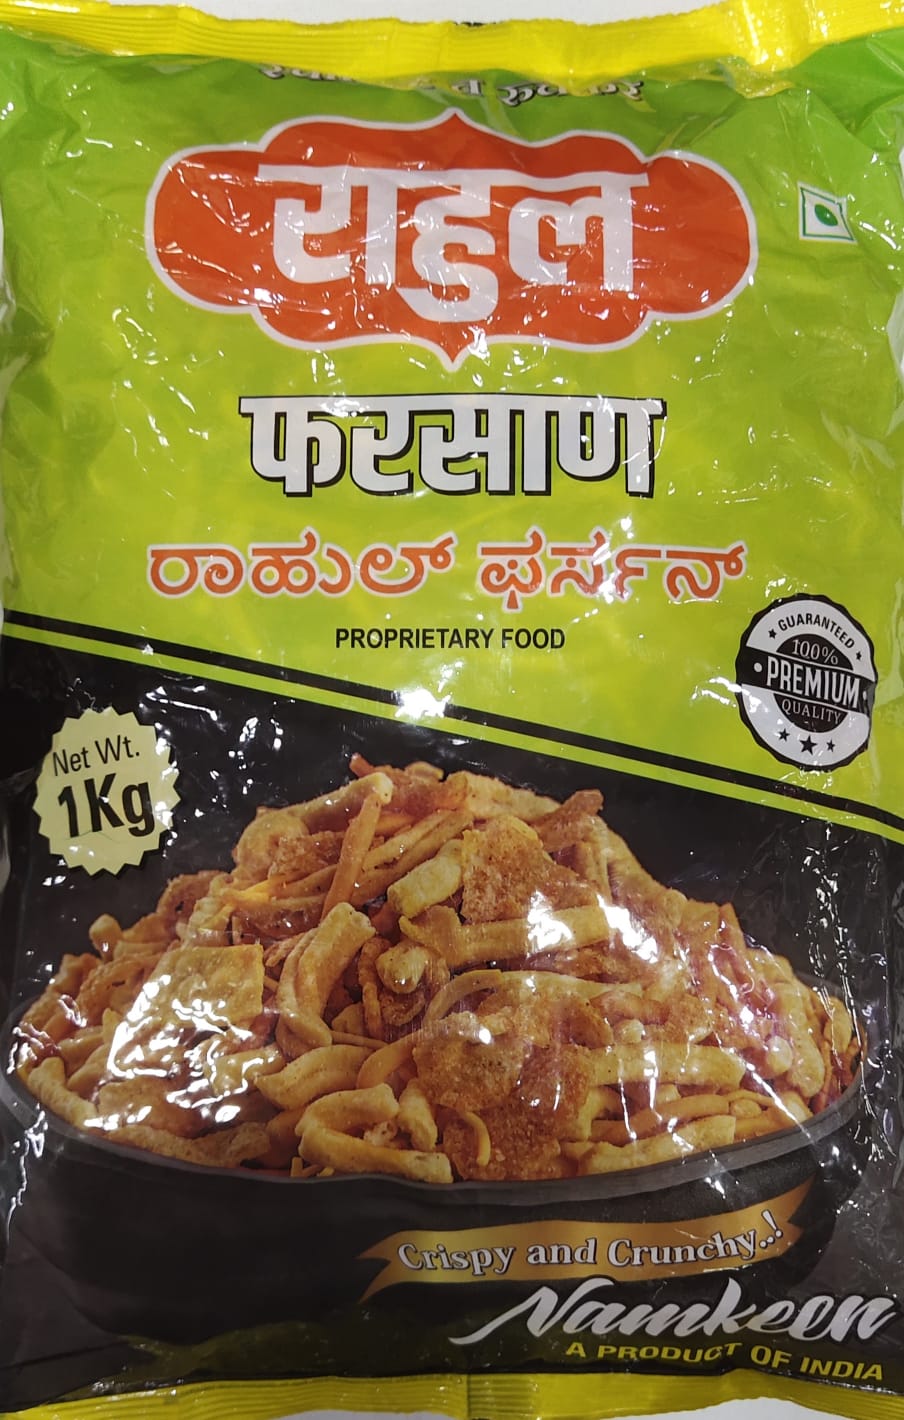 राहुल
फरसाण
ರಾಹುಲ್ ಫರ್ಸನ್
PROPRIETARY FOOD
GUARANTEED
100%
PREMIUM
QUALITY
Net Wt.
1Kg
Crispy and Crunchy..!
Namkeen
A PRODUCT OF INDIA